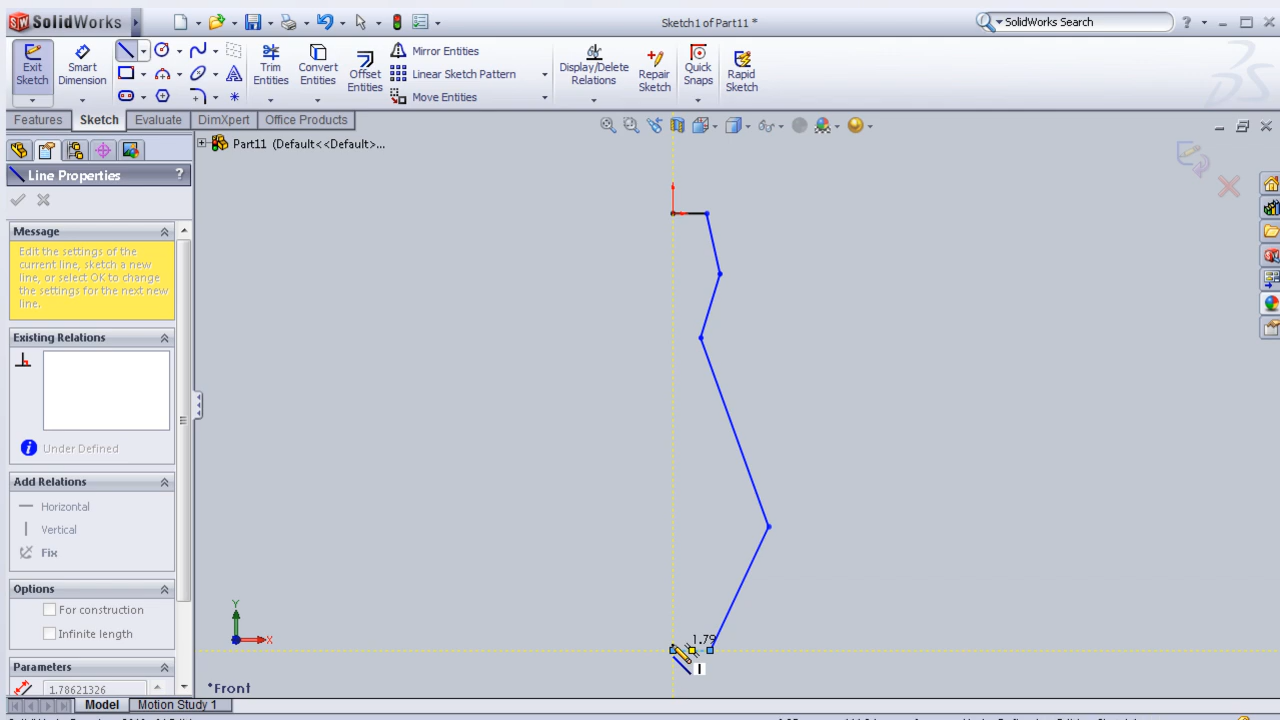 SolidWorks
Sketch1 of Part11 *
SolidWorks Search
?
Exit Sketch
Smart Dimension
Trim Entities
Convert Entities
Offset Entities
Mirror Entities
Linear Sketch Pattern
Move Entities
Display/Delete Relations
Repair Sketch
Quick Snaps
Rapid Sketch
Features
Sketch
Evaluate
DimXpert
Office Products
Part11 (Default<<Default>...
Line Properties
?
Message
Edit the settings of the
current line, sketch a new
line, or select OK to change
the settings for the next new
line.
Existing Relations
Under Defined
Add Relations
Horizontal
Vertical
Fix
Options
For construction
Infinite length
Parameters
1.78621326
1.79
Y
X
*Front
Model
Motion Study 1